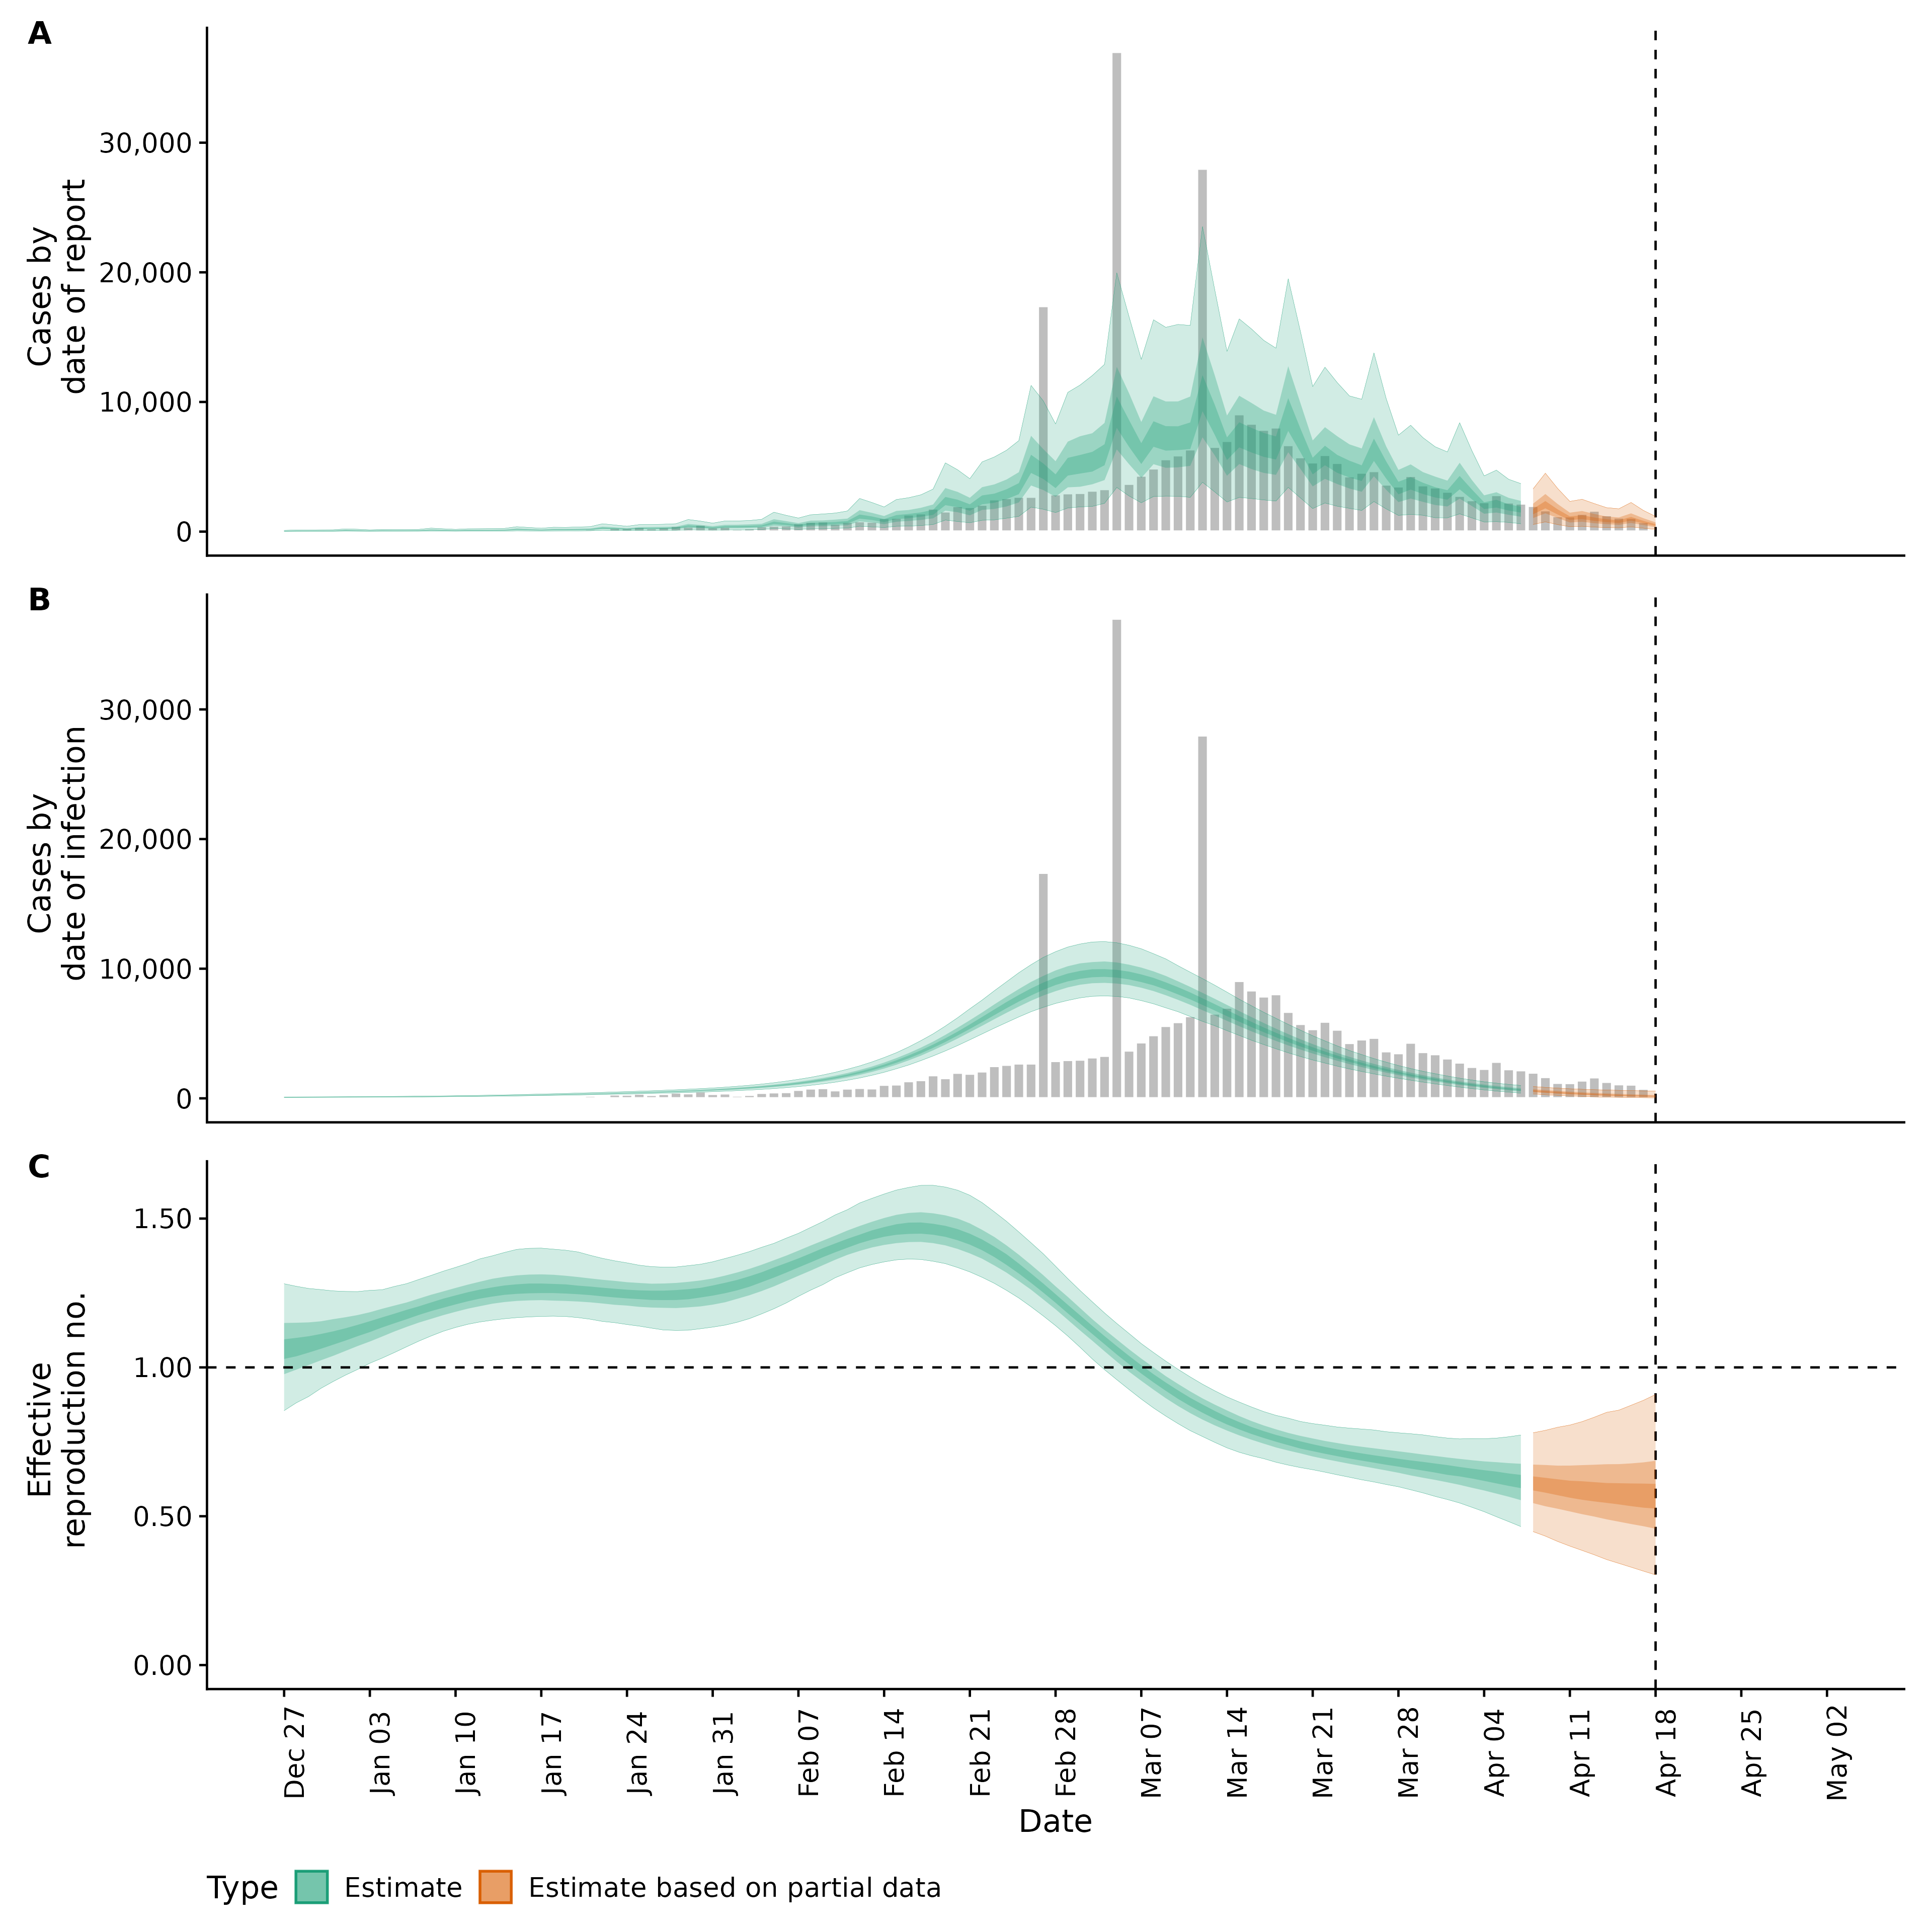 A
Cases by
date of report
30,000
20,000
10,000
0
B
Cases by
date of infection
30,000
20,000
10,000
0
C
Effective
reproduction no.
1.50
1.00
0.50
0.00
Dec 27
Jan 03
Jan 10
Jan 17
Jan 24
Jan 31
Feb 07
Feb 14
Feb 21
Feb 28
Mar 07
Mar 14
Mar 21
Mar 28
Apr 04
Apr 11
Apr 18
Apr 25
May 02
Date
Type Estimate Estimate based on partial data